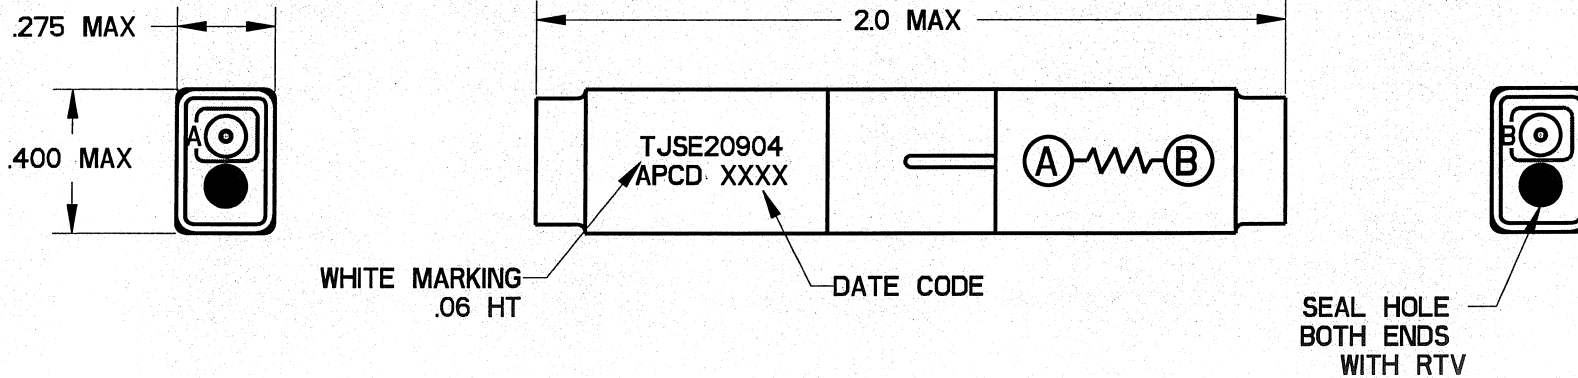 .275 MAX
2.0 MAX
A
.400 MAX
TJSE20904
APCD XXXX
A B
B
WHITE MARKING
.06 HT
DATE CODE
SEAL HOLE
BOTH ENDS
WITH RTV